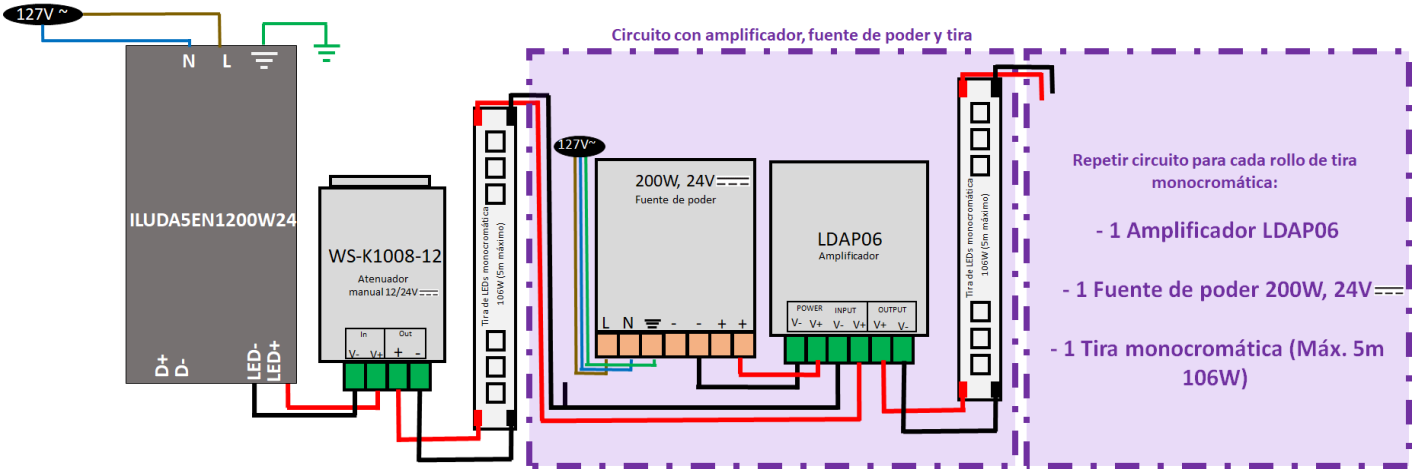 127V ~
Circuito con amplificador, fuente de poder y tira
N L
ILUDA5EN1200W24
D+
D-
LED-
LED+
WS-K1008-12
Atenuador
manual 12/24V
In Out
V- V+ + -
Tira de LEDs monocromática
106W (5m máximo)
127V~
200W, 24V
Fuente de poder
L N - - + +
LDAP06
Amplificador
POWER INPUT OUTPUT
V- V+ V- V+ V+ V-
Tira de LEDs monocromática
106W (5m máximo)
Repetir circuito para cada rollo de tira
monocromática:
- 1 Amplificador LDAP06
- 1 Fuente de poder 200W, 24V
- 1 Tira monocromática (Máx. 5m
106W)